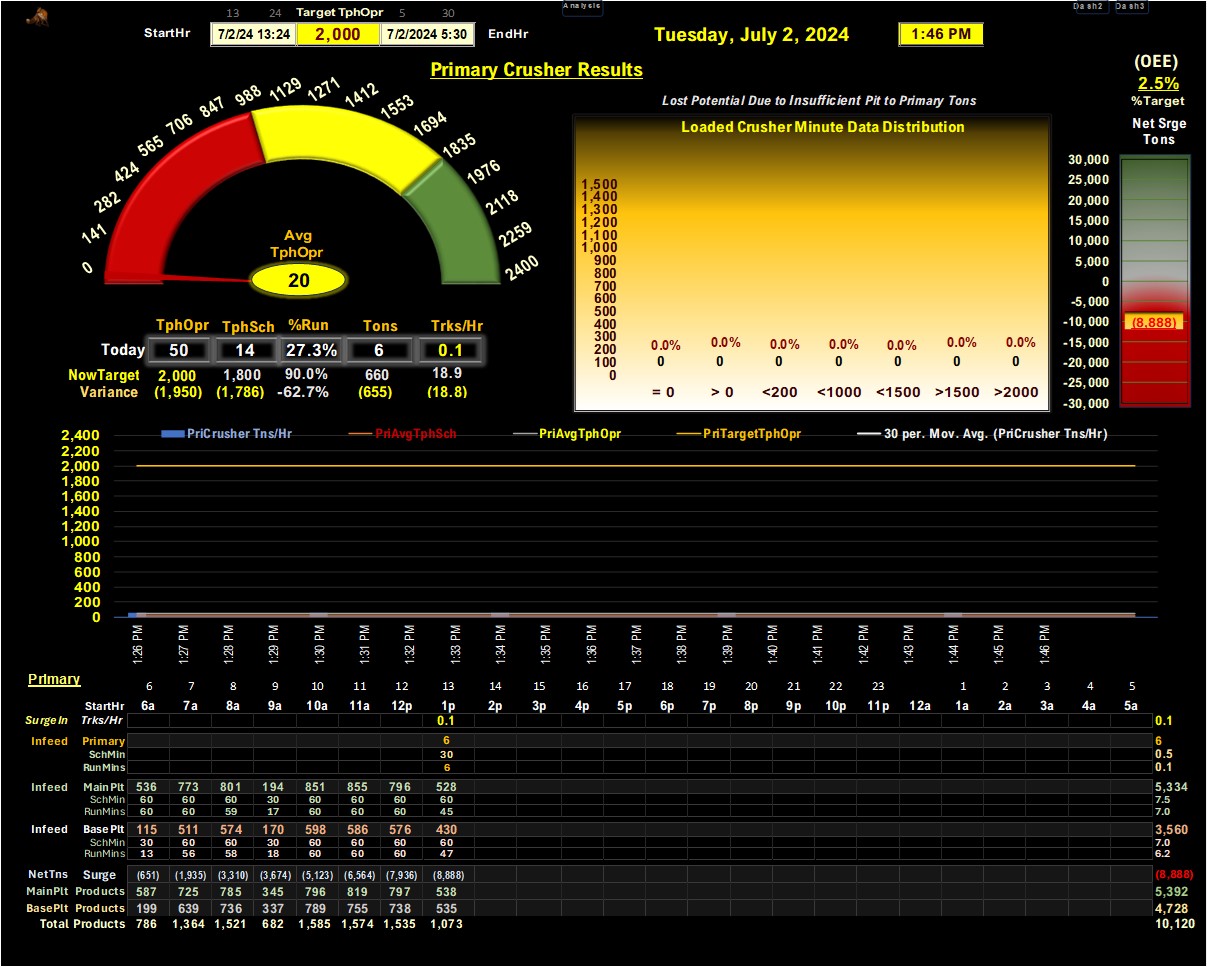 Analysis Dash2 Dash3
13 24 Target TphOpr 5 30
StartHr 7/2/24 13:24 2,000 7/2/2024 5:30 EndHr Tuesday, July 2, 2024 1:46 PM
Primary Crusher Results
(OEE)
2.5%
%Target
Net Srge
Tons
0 141 282 424 565 706 847 988 1129 1271 1412 1553 1694 1835 1976 2118 2259 2400
Avg
TphOpr
20
Lost Potential Due to Insufficient Pit to Primary Tons
Loaded Crusher Minute Data Distribution
1,500
1,400
1,300
1,200
1,100
1,000
900
800
700
600
500
400
300
200
100
0
0.0% 0.0% 0.0% 0.0% 0.0% 0.0% 0.0%
0 0 0 0 0 0 0
= 0 > 0 <200 <1000 <1500 >1500 >2000
30,000
25,000
20,000
15,000
10,000
5,000
0
-5,000
-10,000
-15,000
-20,000
-25,000
-30,000
(8,888)
TphOpr TphSch %Run Tons Trks/Hr
Today 50 14 27.3% 6 0.1
NowTarget 2,000 1,800 90.0% 660 18.9
Variance (1,950) (1,786) -62.7% (655) (18.8)
PriCrusher Tns/Hr PriAvgTphSch PriAvgTphOpr PriTargetTphOpr 30 per. Mov. Avg. (PriCrusher Tns/Hr)
2,400
2,200
2,000
1,800
1,600
1,400
1,200
1,000
800
600
400
200
0
1:26 PM 1:27 PM 1:28 PM 1:29 PM 1:30 PM 1:31 PM 1:32 PM 1:33 PM 1:34 PM 1:35 PM 1:36 PM 1:37 PM 1:38 PM 1:39 PM 1:40 PM 1:41 PM 1:42 PM 1:43 PM 1:44 PM 1:45 PM 1:46 PM
Primary
6 7 8 9 10 11 12 13 14 15 16 17 18 19 20 21 22 23 1 2 3 4 5
StartHr 6a 7a 8a 9a 10a 11a 12p 1p 2p 3p 4p 5p 6p 7p 8p 9p 10p 11p 12a 1a 2a 3a 4a 5a
SurgeIn Trks/Hr 0.1 0.1
Infeed Primary 6 6
SchMin 30 0.5
RunMins 6 0.1
Infeed MainPlt 536 773 801 194 851 855 796 528 5,334
SchMin 60 60 60 30 60 60 60 60 7.5
RunMins 60 60 59 17 60 60 60 45 7.0
Infeed BasePlt 115 511 574 170 598 586 576 430 3,560
SchMin 30 60 60 30 60 60 60 60 7.0
RunMins 13 56 58 18 60 60 60 47 6.2
NetTns Surge (651) (1,935) (3,310) (3,674) (5,123) (6,564) (7,936) (8,888) (8,888)
MainPlt Products 587 725 785 345 796 819 797 538 5,392
BasePlt Products 199 639 736 337 789 755 738 535 4,728
Total Products 786 1,364 1,521 682 1,585 1,574 1,535 1,073 10,120